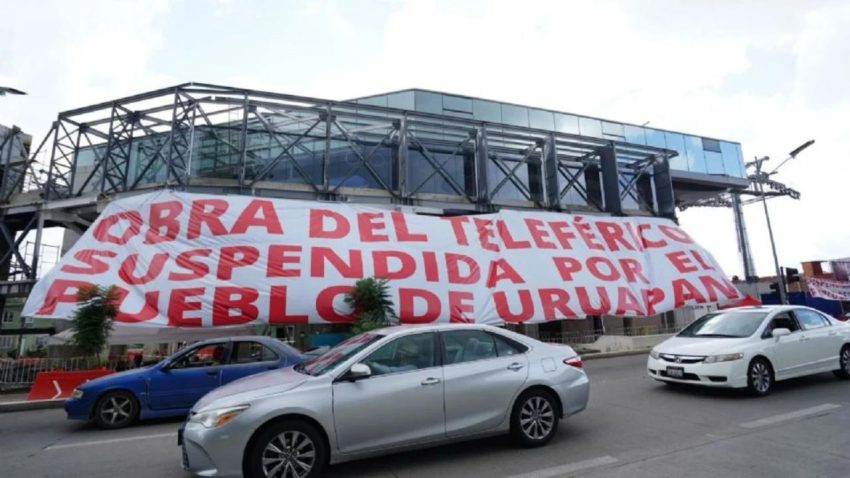 OBRA DEL TELEFÉRICO
SUSPENDIDA POR EL
PUEBLO DE URUAPAN